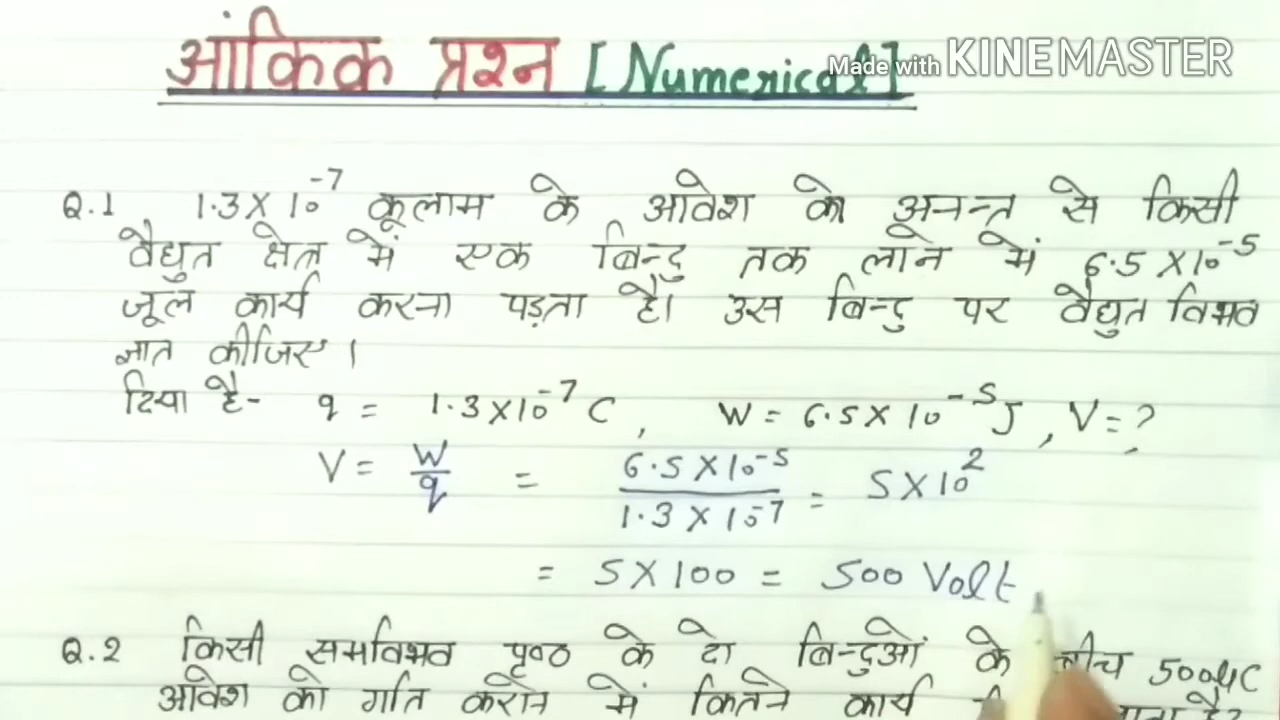 आंकिक प्रश्न [Numerical]
Made with KINEMASTER
Q.1 1.3 X 10⁻⁷ कूलाम के आवेश को अनन्त से किसी
वैद्युत क्षेत्र में एक बिन्दु तक लाने में 6.5 X 10⁻⁵
जूल कार्य करना पड़ता है। उस बिन्दु पर वैद्युत विभव
ज्ञात कीजिए।
दिया है- q = 1.3 X 10⁻⁷ C, W = 6.5 X 10⁻⁵ J, V = ?
V = W/q = 6.5 X 10⁻⁵ / 1.3 X 10⁻⁷ = 5 X 10²
= 5 X 100 = 500 Volt
Q.2 किसी समविभव पृष्ठ के दो बिन्दुओं के बीच 500μC
आवेश को गति कराने में कितने कार्य